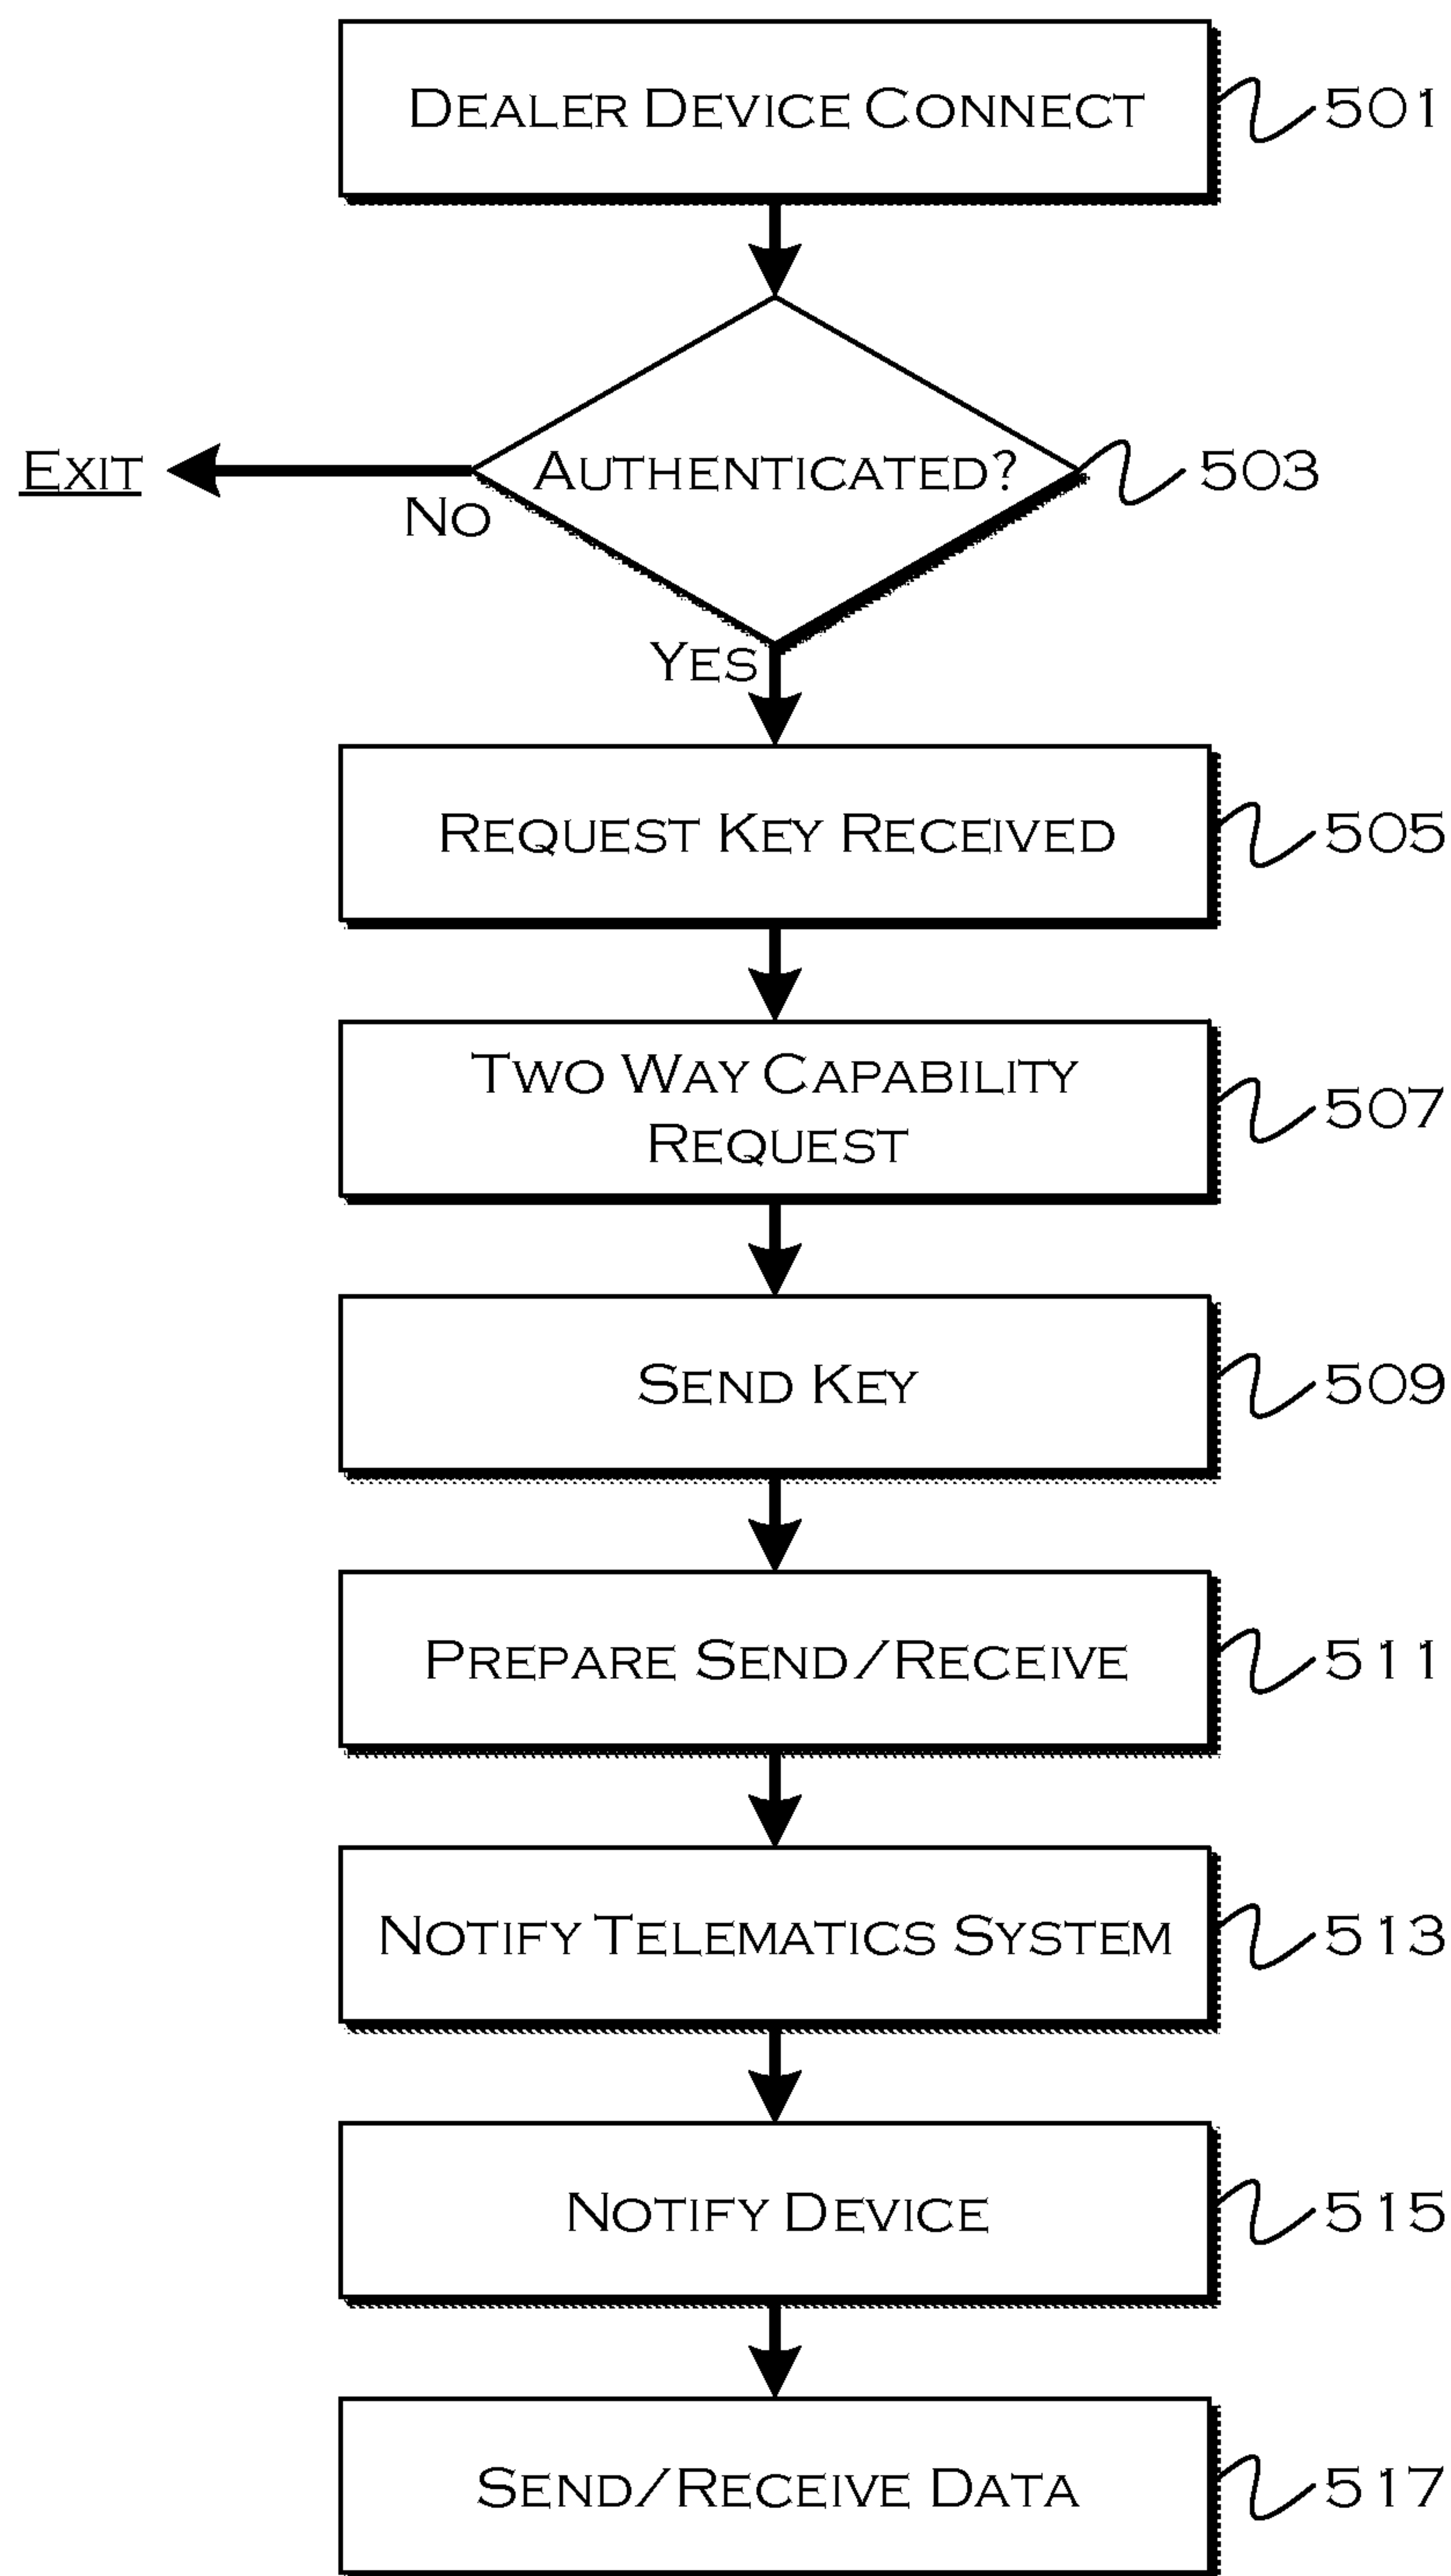 DEALER DEVICE CONNECT
501
AUTHENTICATED?
503
EXIT
NO
YES
REQUEST KEY RECEIVED
505
TWO WAY CAPABILITY
REQUEST
507
SEND KEY
509
PREPARE SEND/RECEIVE
511
NOTIFY TELEMATICS SYSTEM
513
NOTIFY DEVICE
515
SEND/RECEIVE DATA
517